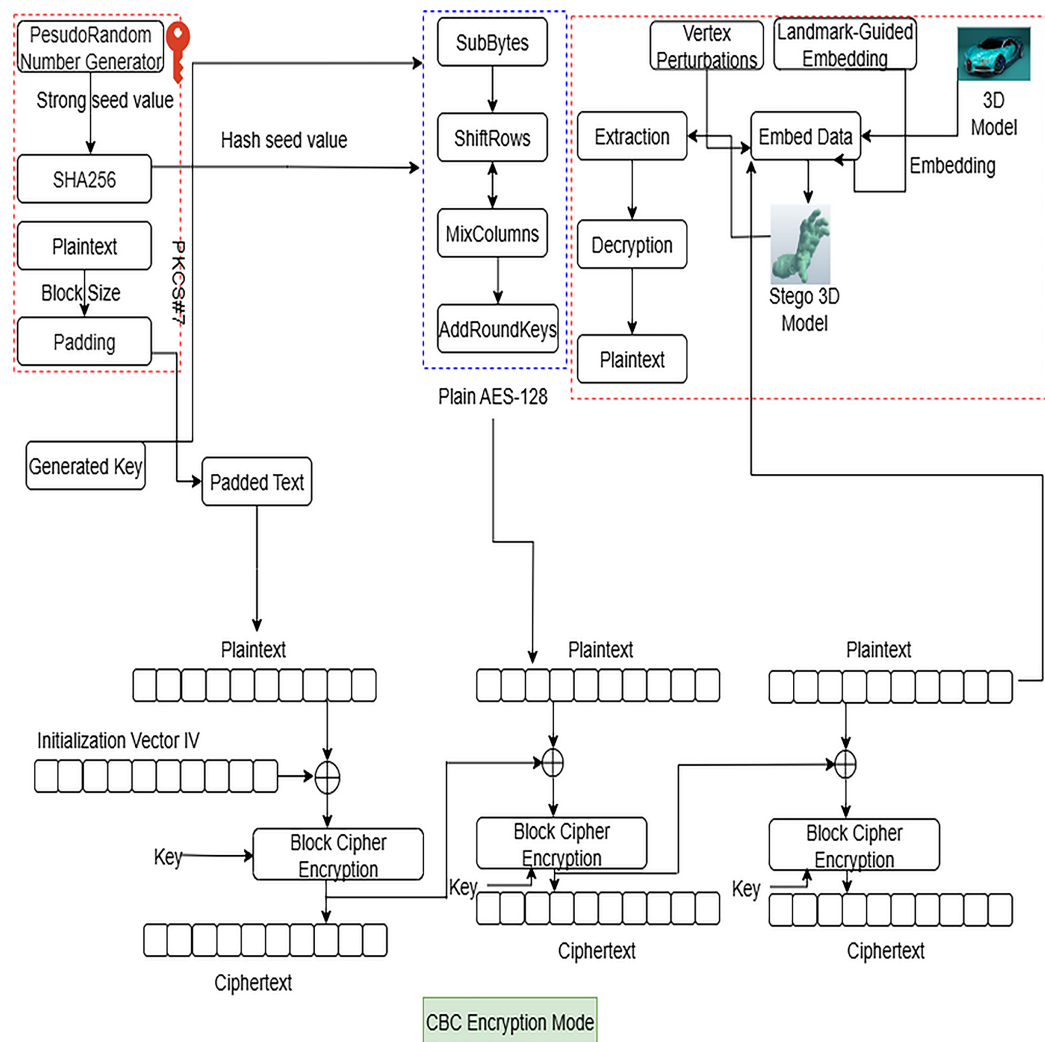 PesudoRandom
Number Generator
Strong seed value
SHA256
Plaintext
Block Size
Padding
PKCS#7
Hash seed value
SubBytes
ShiftRows
MixColumns
AddRoundKeys
Plain AES-128
Vertex
Perturbations
Landmark-Guided
Embedding
3D
Model
Extraction
Embed Data
Embedding
Decryption
Stego 3D
Model
Plaintext
Generated Key
Padded Text
Plaintext
Plaintext
Plaintext
Initialization Vector IV
Block Cipher
Encryption
Key
Block Cipher
Encryption
Key
Block Cipher
Encryption
Key
Ciphertext
Ciphertext
Ciphertext
CBC Encryption Mode